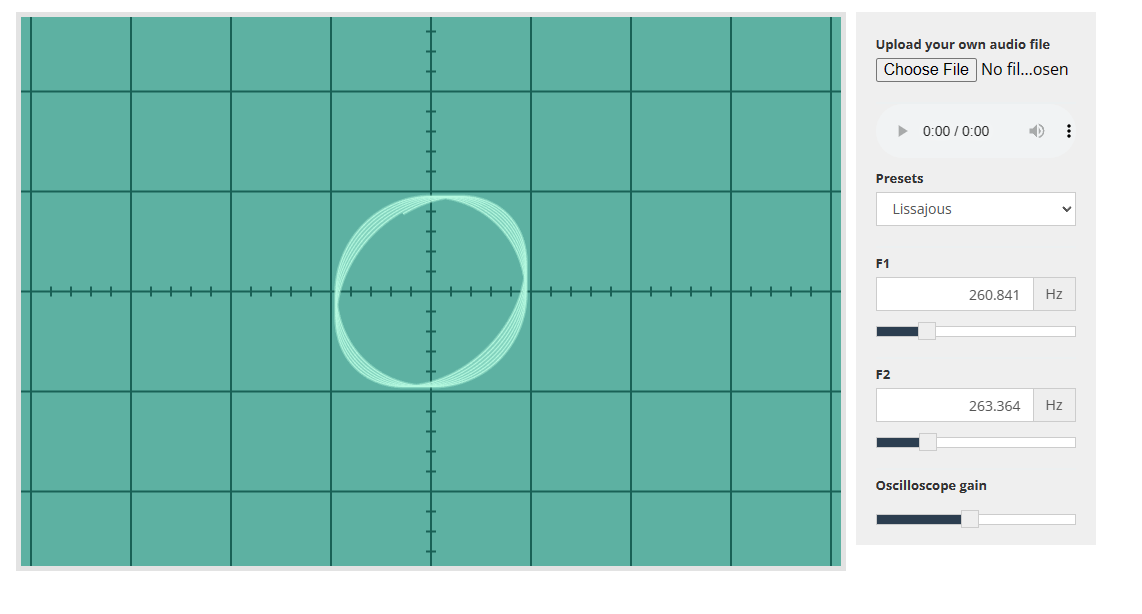 Upload your own audio file
Choose File No fil...osen
0:00 / 0:00
Presets
Lissajous
F1
260.841 Hz
F2
263.364 Hz
Oscilloscope gain